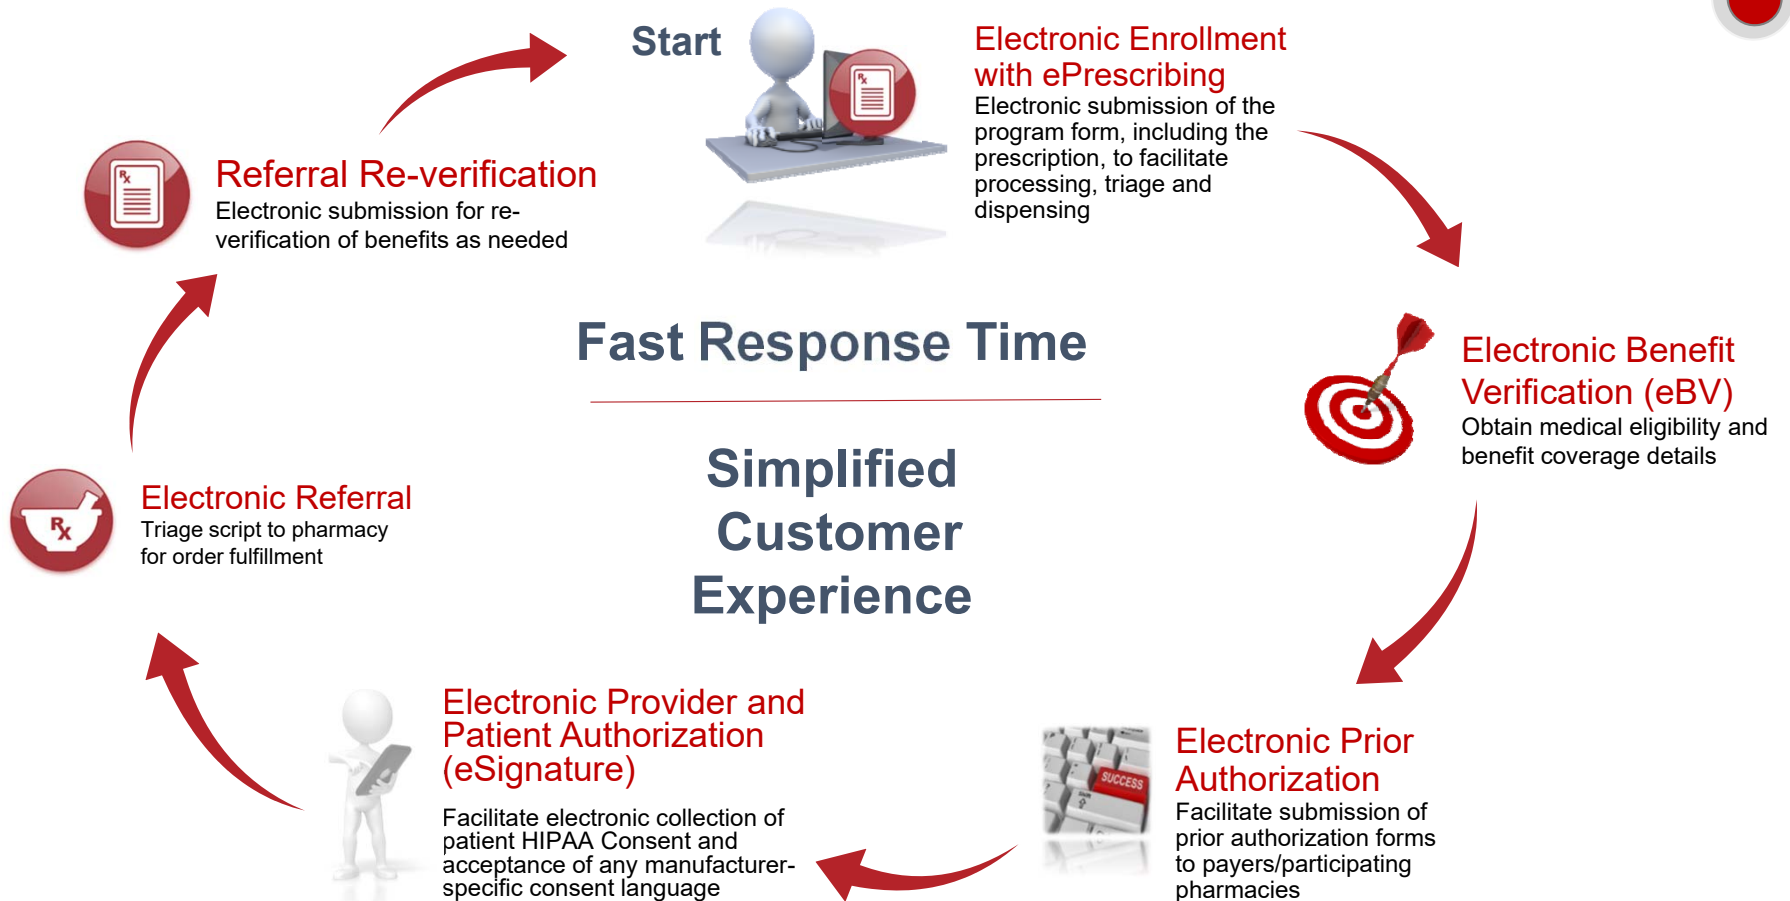 Start
Electronic Enrollment
with ePrescribing
Electronic submission of the
program form, including the
prescription, to facilitate
processing, triage and
dispensing
Electronic Benefit
Verification (eBV)
Obtain medical eligibility and
benefit coverage details
Electronic Prior
Authorization
Facilitate submission of
prior authorization forms
to payers/participating
pharmacies
SUCCESS
Electronic Provider and
Patient Authorization
(eSignature)
Facilitate electronic collection of
patient HIPAA Consent and
acceptance of any manufacturer-
specific consent language
Electronic Referral
Triage script to pharmacy
for order fulfillment
Rx
Referral Re-verification
Electronic submission for re-
verification of benefits as needed
Rx
Rx
Fast Response Time
Simplified
Customer
Experience